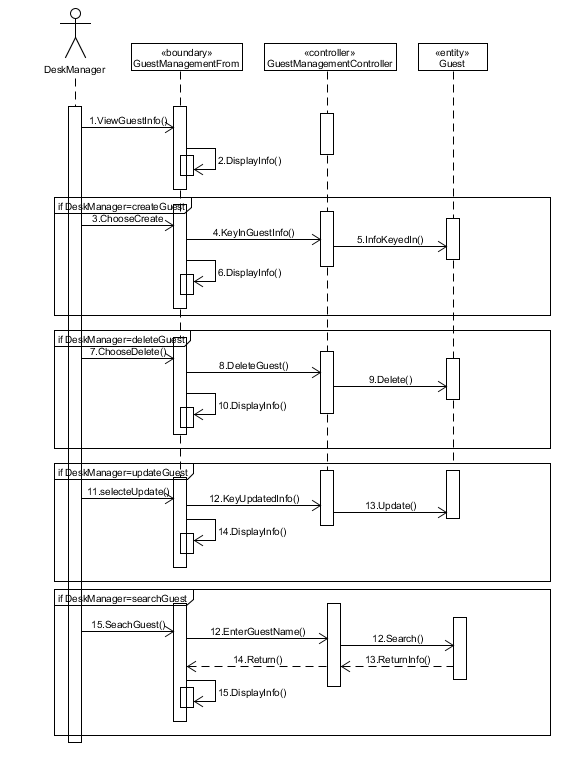 DeskManager
«boundary»
GuestManagementFrom
«controller»
GuestManagementController
«entity»
Guest
1.ViewGuestInfo()
2.DisplayInfo()
if DeskManager=createGuest
3.ChooseCreate
4.KeyInGuestInfo()
5.InfoKeyedIn()
6.DisplayInfo()
if DeskManager=deleteGuest
7.ChooseDelete()
8.DeleteGuest()
9.Delete()
10.DisplayInfo()
if DeskManager=updateGuest
11.selecteUpdate()
12.KeyUpdatedInfo()
13.Update()
14.DisplayInfo()
if DeskManager=searchGuest
15.SeachGuest()
12.EnterGuestName()
12.Search()
14.Return()
13.ReturnInfo()
15.DisplayInfo()